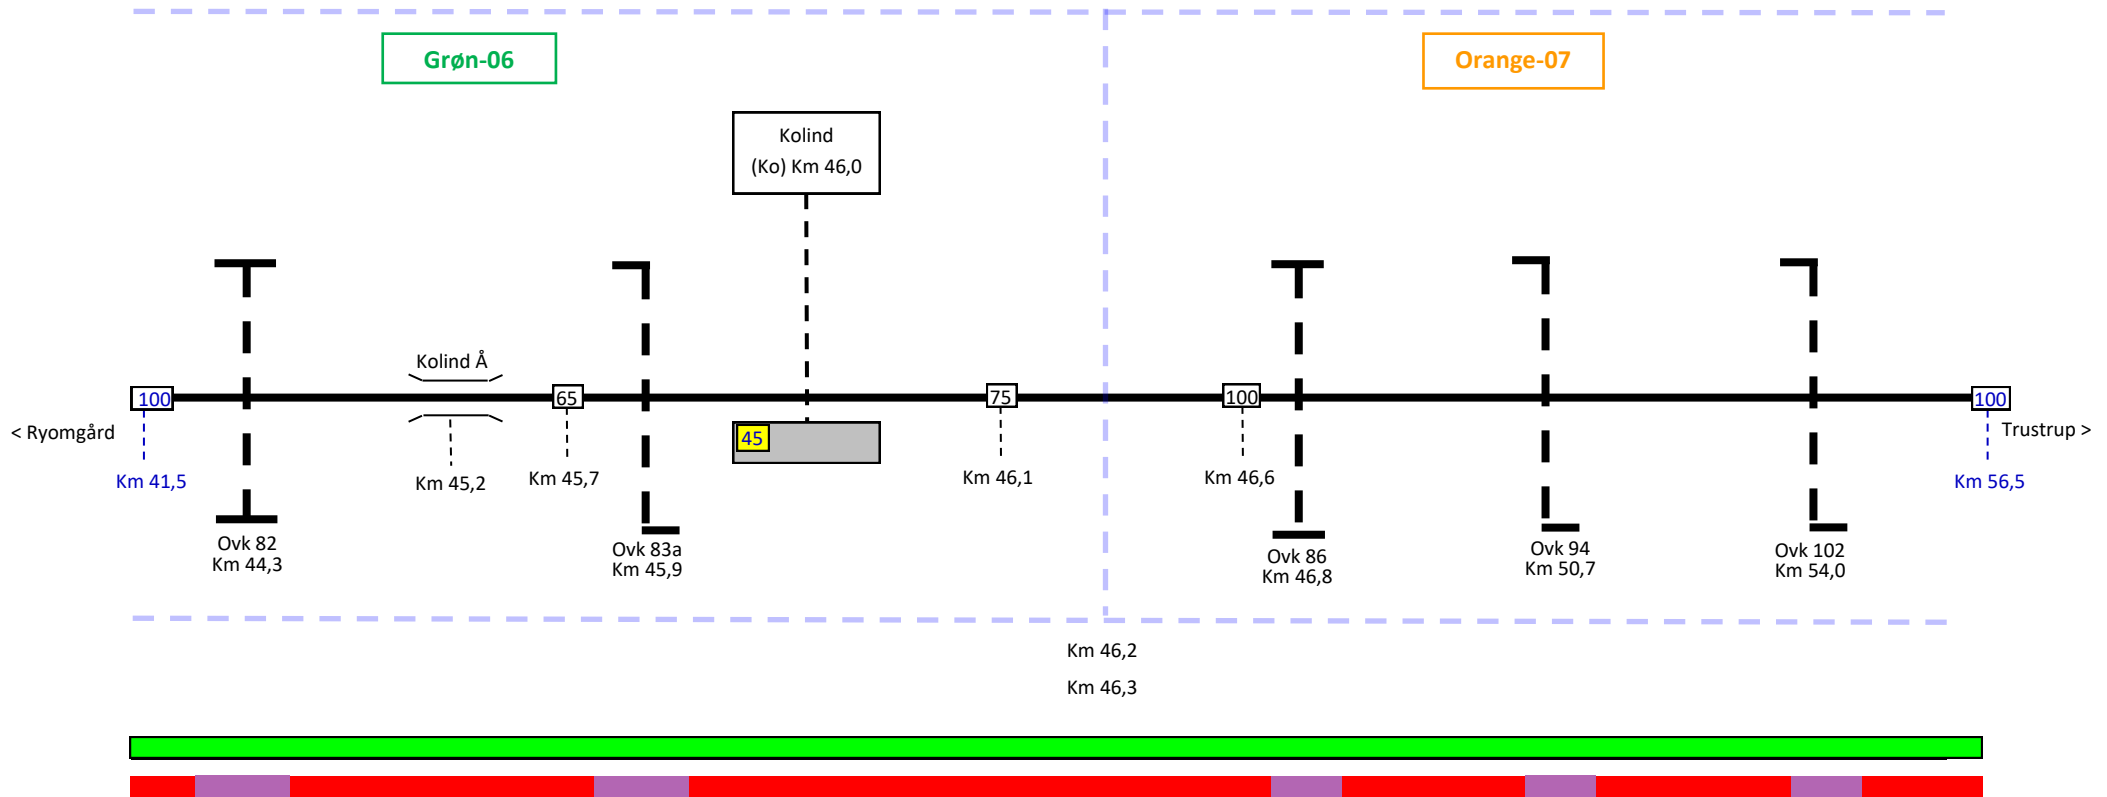 Grøn-06
Orange-07
Kolind
(Ko) Km 46,0
Kolind Å
100
65
75
100
100
45
< Ryomgård
Trustrup >
Km 41,5
Km 45,2
Km 45,7
Km 46,1
Km 46,6
Km 56,5
Ovk 82
Km 44,3
Ovk 83a
Km 45,9
Ovk 86
Km 46,8
Ovk 94
Km 50,7
Ovk 102
Km 54,0
Km 46,2
Km 46,3